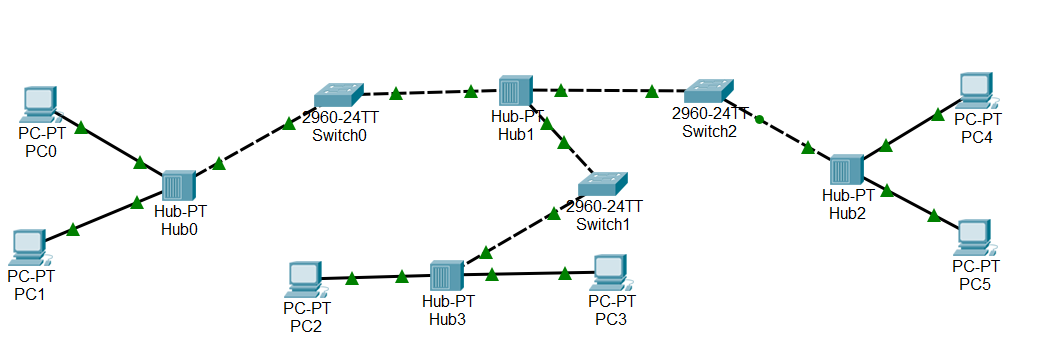 PC-PT
PC0
2960-24TT
Switch0
Hub-PT
Hub1
2960-24TT
Switch2
PC-PT
PC4
Hub-PT
Hub0
2960-24TT
Switch1
Hub-PT
Hub2
PC-PT
PC1
PC-PT
PC2
Hub-PT
Hub3
PC-PT
PC3
PC-PT
PC5